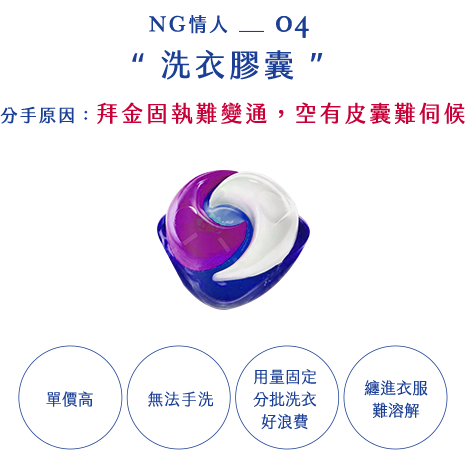 NG情人 __ 04
“ 洗衣膠囊 ”
分手原因：拜金固執難變通，空有皮囊難伺候
單價高
無法手洗
用量固定
分批洗衣
好浪費
纏進衣服
難溶解